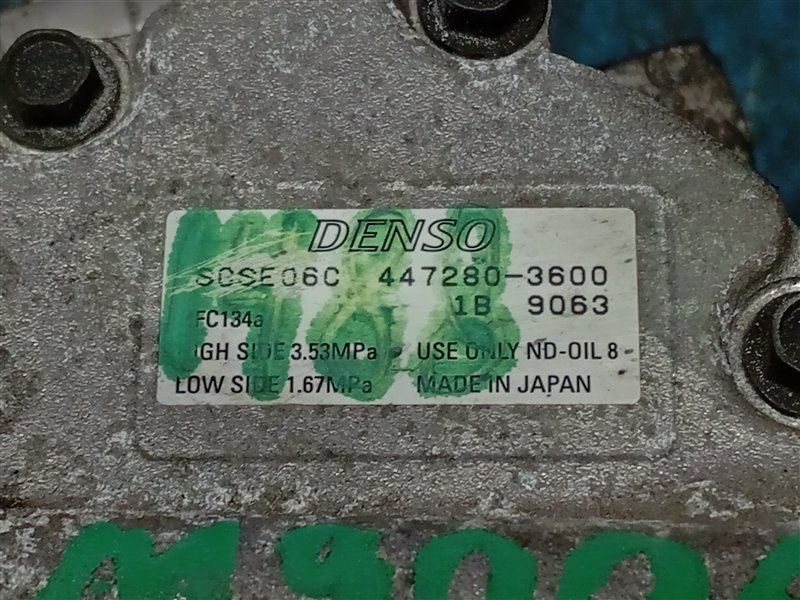 DENSO
SCSE06C 447280-3600
1B 9063
FC134a
HIGH SIDE 3.53MPa USE ONLY ND-OIL 8
LOW SIDE 1.67MPa MADE IN JAPAN